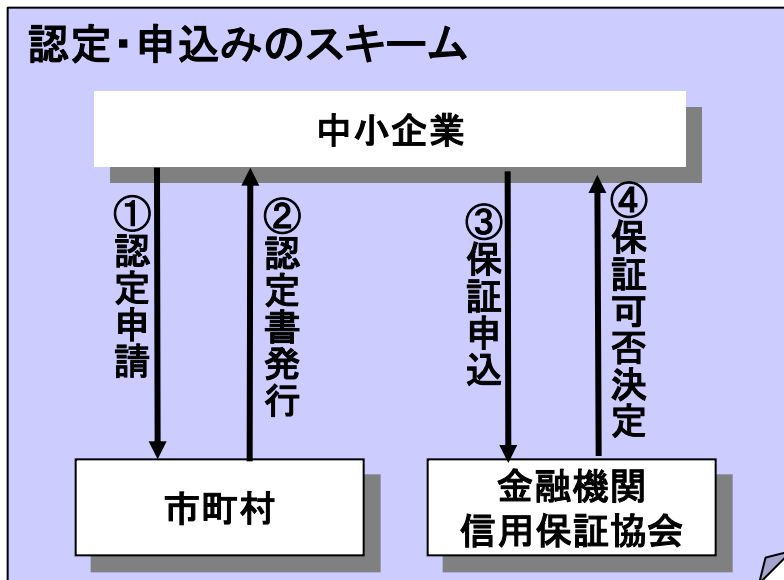 認定・申込みのスキーム
中小企業
①認定申請
②認定書発行
③保証申込
④保証可否決定
市町村
金融機関
信用保証協会